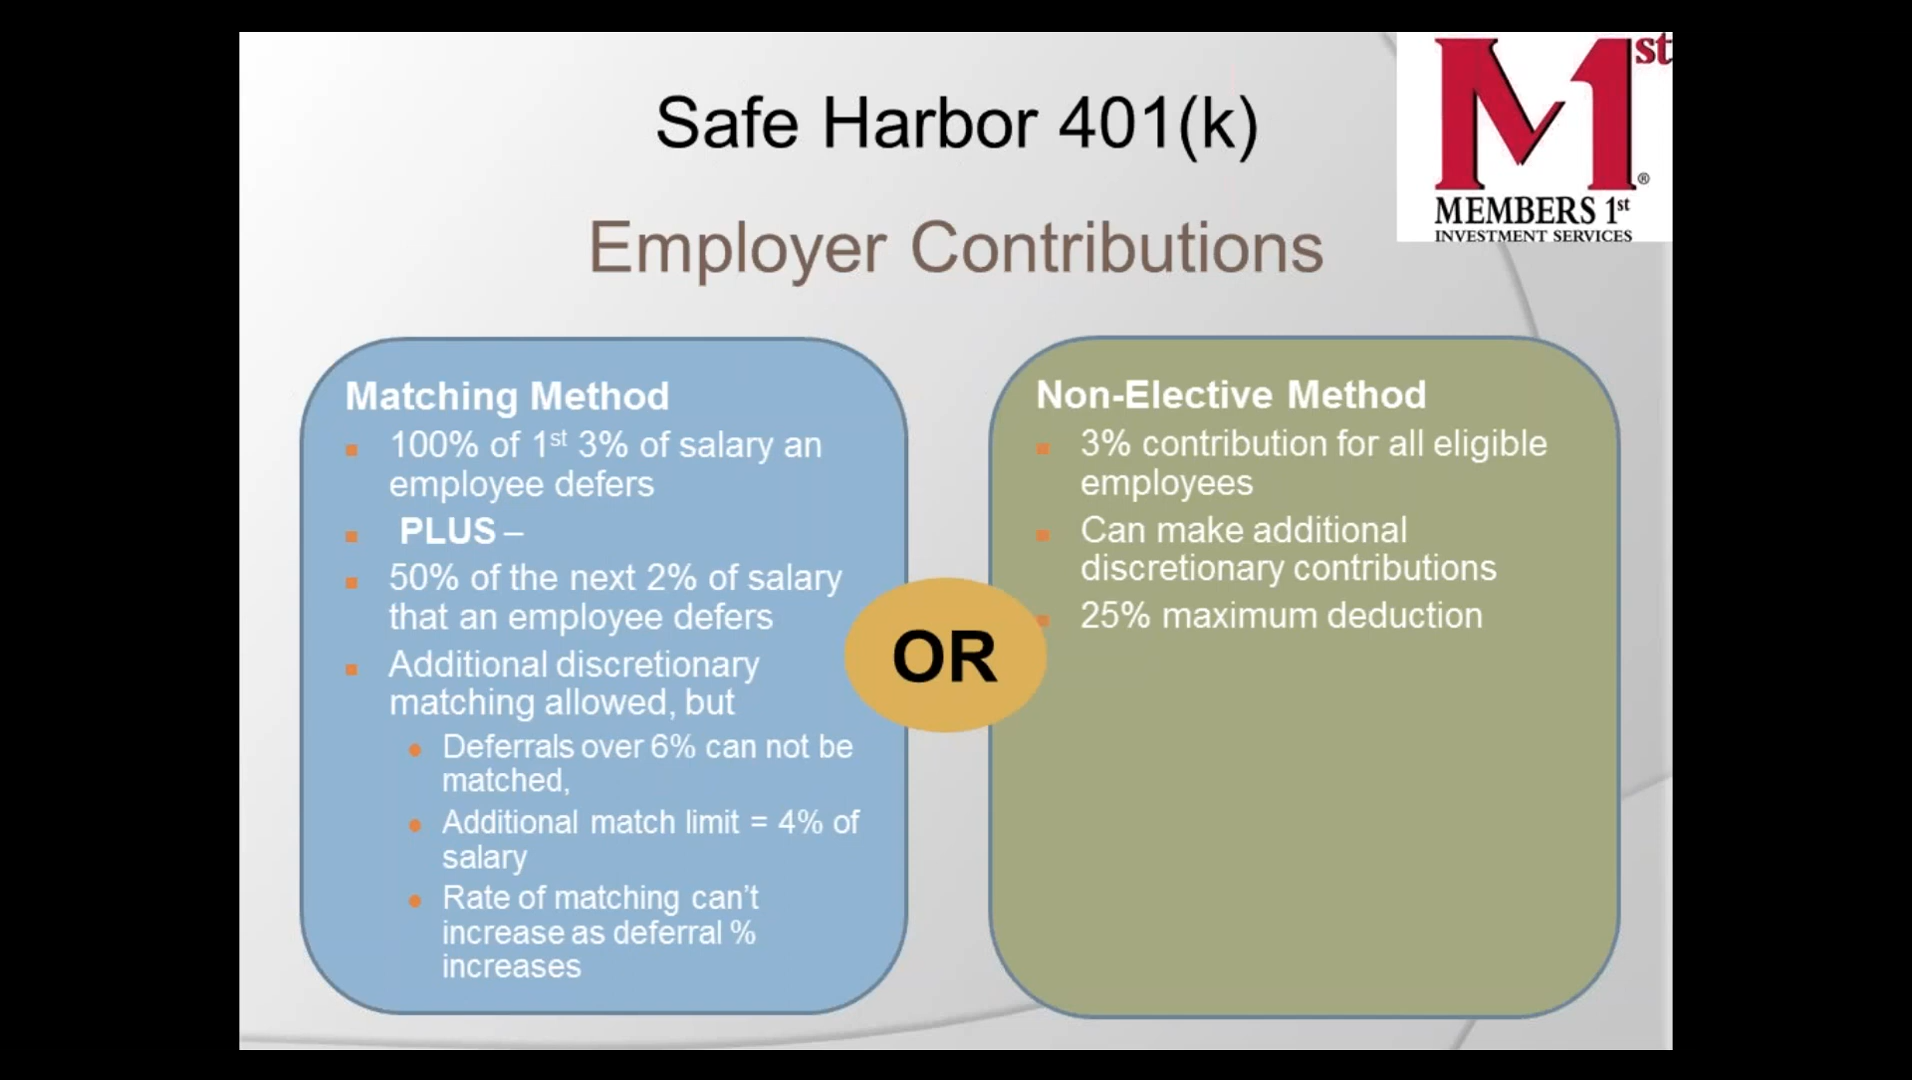 Safe Harbor 401(k)
Employer Contributions
M1st
®
MEMBERS 1st
INVESTMENT SERVICES
Matching Method
100% of 1st 3% of salary an
employee defers
PLUS –
50% of the next 2% of salary
that an employee defers
Additional discretionary
matching allowed, but
Deferrals over 6% can not be
matched,
Additional match limit = 4% of
salary
Rate of matching can’t
increase as deferral %
increases
OR
Non-Elective Method
3% contribution for all eligible
employees
Can make additional
discretionary contributions
25% maximum deduction